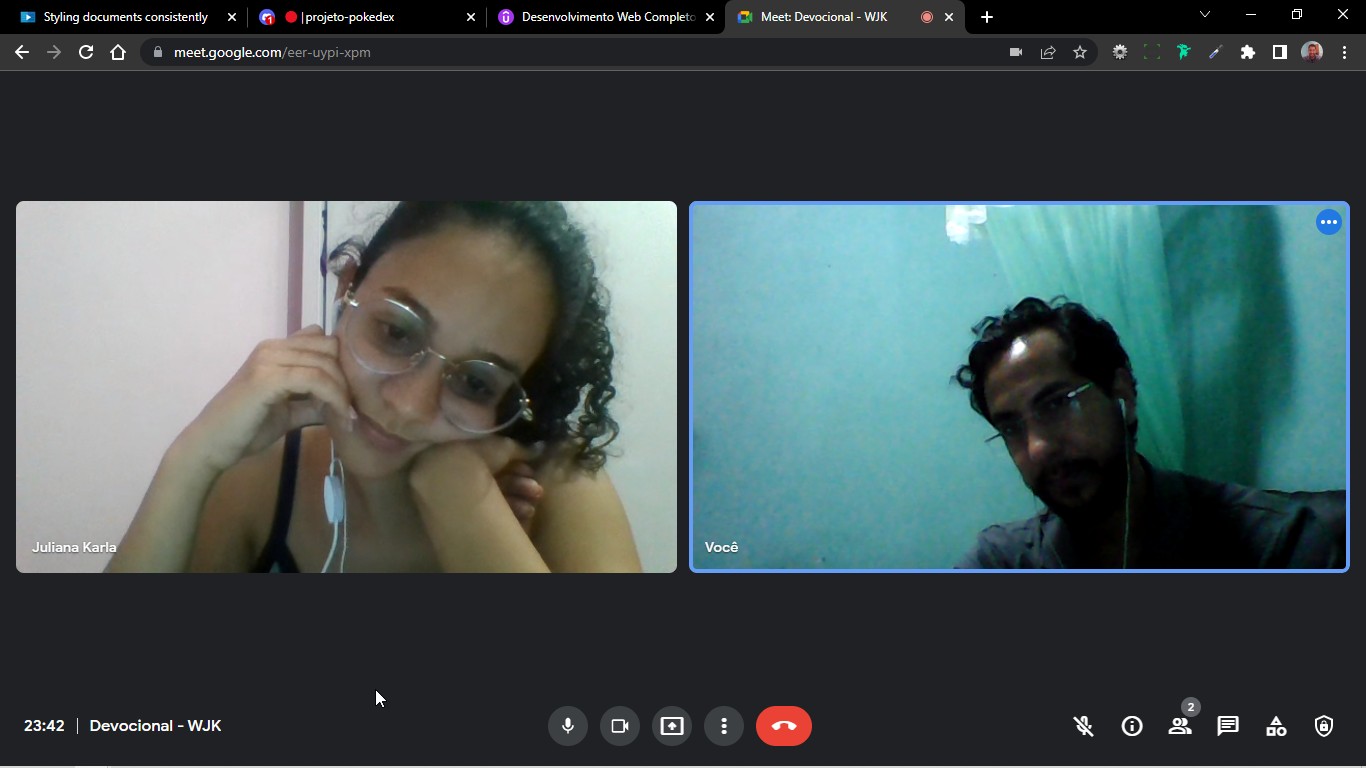 Styling documents consistently
1
| projeto-pokedex
Desenvolvimento Web Completo
Meet: Devocional - WJK
meet.google.com/eer-uypi-xpm
Juliana Karla
Você
23:42 | Devocional - WJK
2